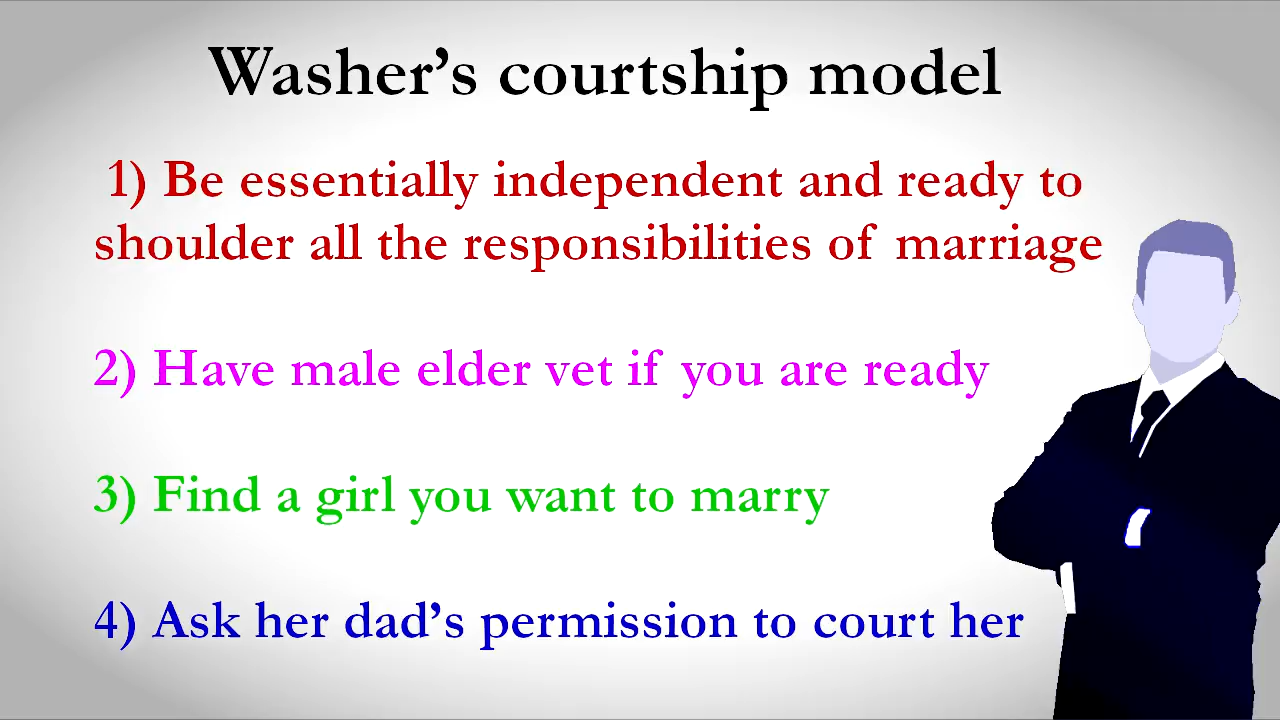 Washer’s courtship model
1) Be essentially independent and ready to
shoulder all the responsibilities of marriage
2) Have male elder vet if you are ready
3) Find a girl you want to marry
4) Ask her dad’s permission to court her